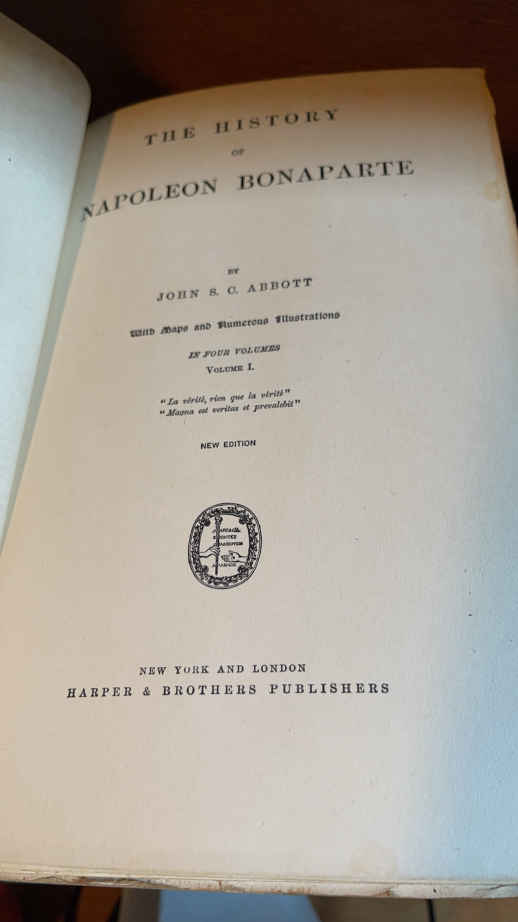 THE HISTORY
OF
NAPOLEON BONAPARTE
BY
JOHN S. C. ABBOTT
With Maps and Numerous Illustrations
IN FOUR VOLUMES
VOLUME I.
"La vérité, rien que la vérité"
"Magna est veritas et prevalebit"
NEW EDITION
NEW YORK AND LONDON
HARPER & BROTHERS PUBLISHERS